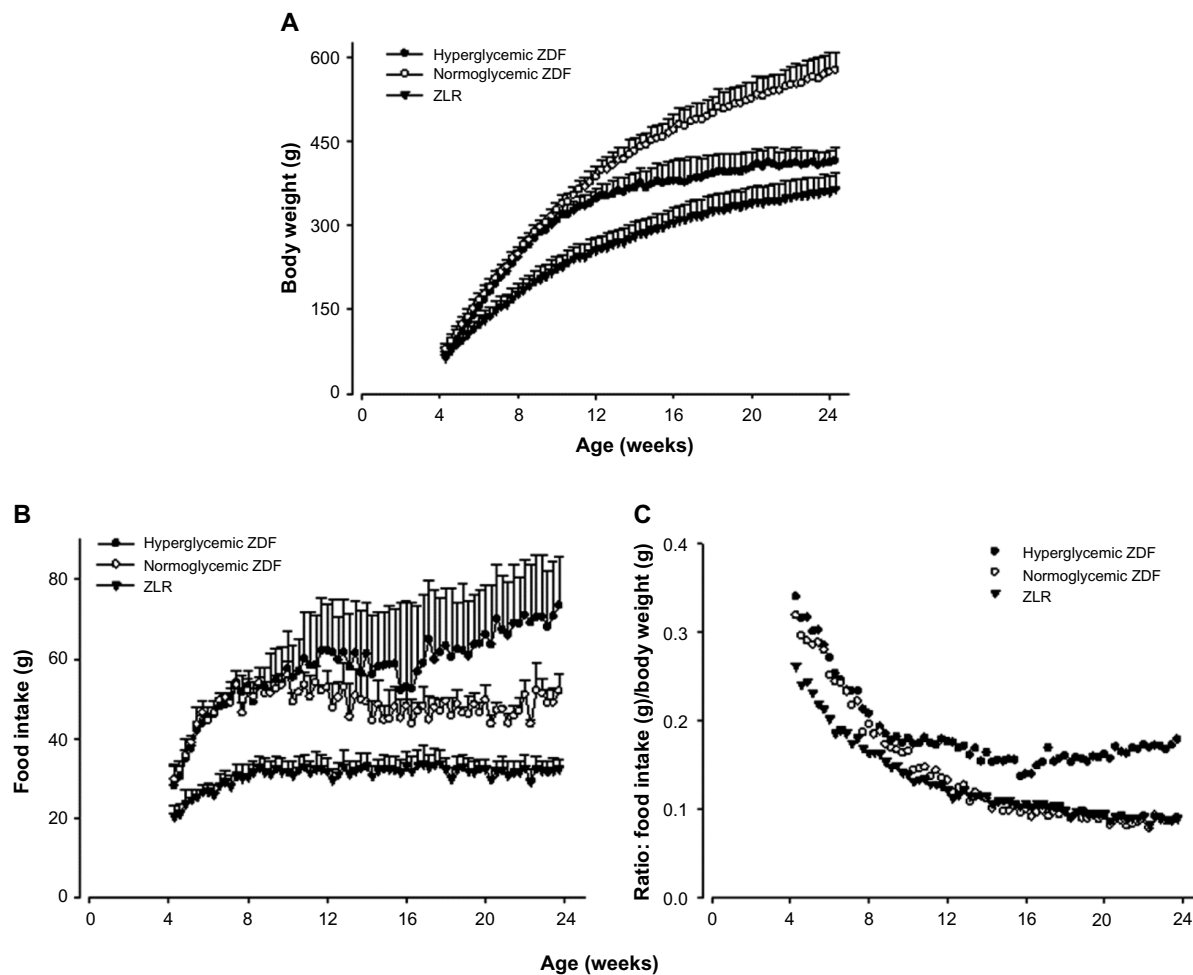 A
Hyperglycemic ZDF
Normoglycemic ZDF
ZLR
Body weight (g)
600
450
300
150
0
0 4 8 12 16 20 24
Age (weeks)
B
Hyperglycemic ZDF
Normoglycemic ZDF
ZLR
Food intake (g)
80
60
40
20
0
0 4 8 12 16 20 24
C
Hyperglycemic ZDF
Normoglycemic ZDF
ZLR
Ratio: food intake (g)/body weight (g)
0.4
0.3
0.2
0.1
0.0
0 4 8 12 16 20 24
Age (weeks)